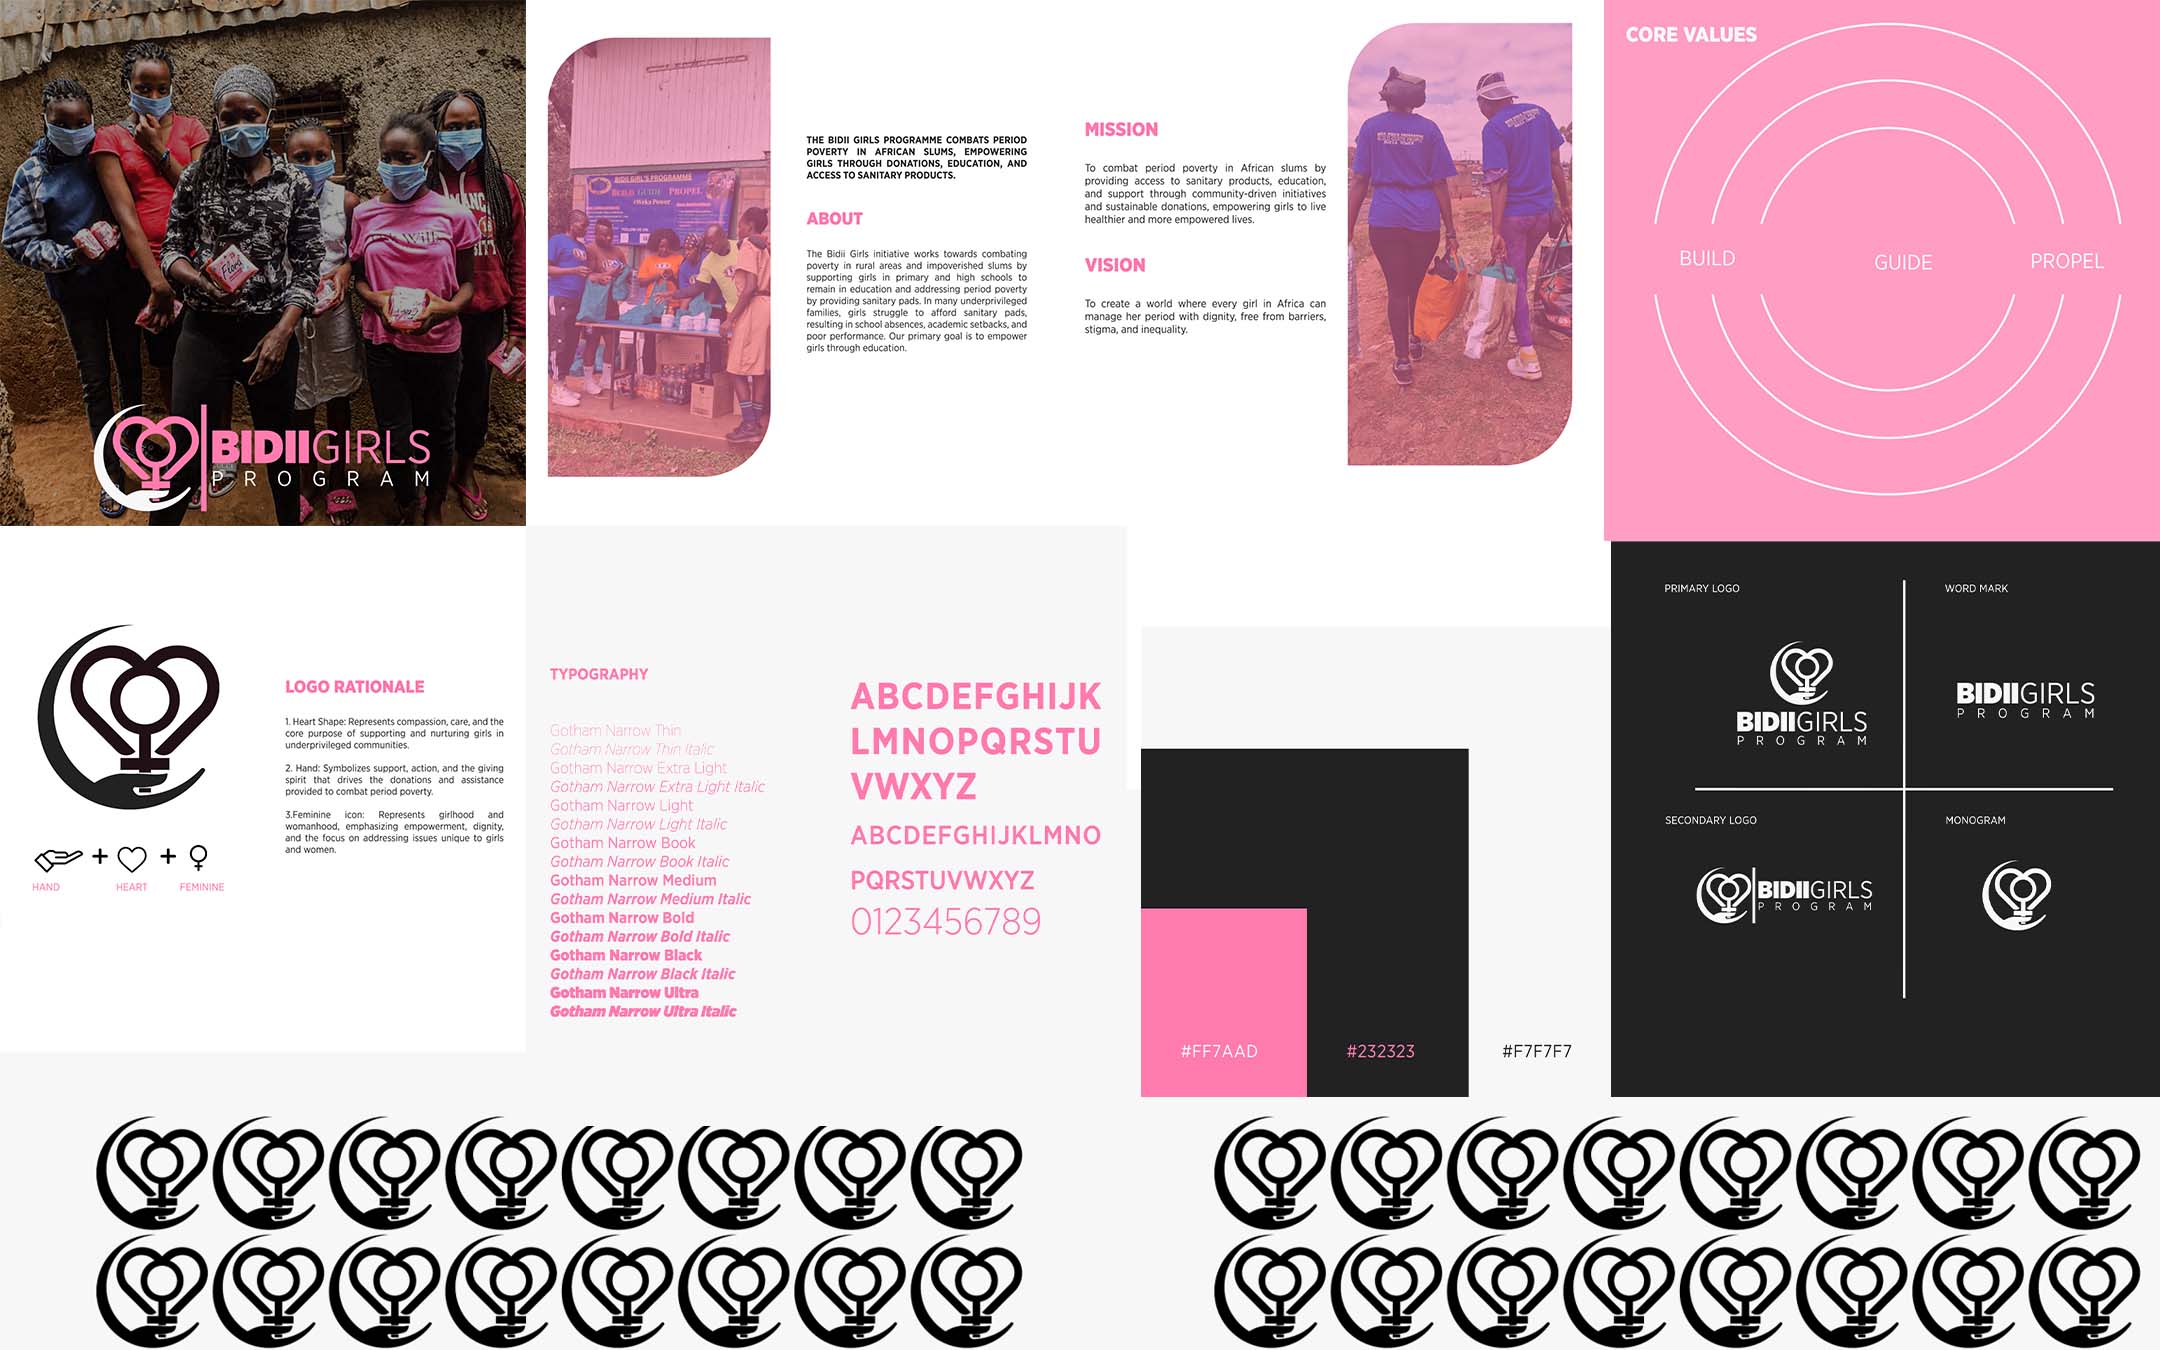 BIDIIGIRLS
PROGRAM
BIDII GIRL'S PROGRAMME
BUILD GUIDE PROPEL
THE BIDII GIRLS PROGRAMME COMBATS PERIOD
POVERTY IN AFRICAN SLUMS, EMPOWERING
GIRLS THROUGH DONATIONS, EDUCATION, AND
ACCESS TO SANITARY PRODUCTS.
ABOUT
The Bidii Girls initiative works towards combating
poverty in rural areas and impoverished slums by
supporting girls in primary and high schools to
remain in education and addressing period poverty
by providing sanitary pads. In many underprivileged
families, girls struggle to afford sanitary pads,
resulting in school absences, academic setbacks, and
poor performance. Our primary goal is to empower
girls through education.
MISSION
To combat period poverty in African slums by
providing access to sanitary products, education,
and support through community-driven initiatives
and sustainable donations, empowering girls to live
healthier and more empowered lives.
VISION
To create a world where every girl in Africa can
manage her period with dignity, free from barriers,
stigma, and inequality.
CORE VALUES
BUILD
GUIDE
PROPEL
LOGO RATIONALE
1. Heart Shape: Represents compassion, care, and the
core purpose of supporting and nurturing girls in
underprivileged communities.
2. Hand: Symbolizes support, action, and the giving
spirit that drives the donations and assistance
provided to combat period poverty.
3.Feminine icon: Represents girlhood and
womanhood, emphasizing empowerment, dignity,
and the focus on addressing issues unique to girls
and women.
+ +
HAND HEART FEMININE
TYPOGRAPHY
Gotham Narrow Thin
Gotham Narrow Thin Italic
Gotham Narrow Extra Light
Gotham Narrow Extra Light Italic
Gotham Narrow Light
Gotham Narrow Light Italic
Gotham Narrow Book
Gotham Narrow Book Italic
Gotham Narrow Medium
Gotham Narrow Medium Italic
Gotham Narrow Bold
Gotham Narrow Bold Italic
Gotham Narrow Black
Gotham Narrow Black Italic
Gotham Narrow Ultra
Gotham Narrow Ultra Italic
ABCDEFGHIJK
LMNOPQRSTU
VWXYZ
ABCDEFGHIJKLMNO
PQRSTUVWXYZ
0123456789
#FF7AAD
#232323
#F7F7F7
PRIMARY LOGO
BIDIIGIRLS
PROGRAM
WORD MARK
BIDIIGIRLS
PROGRAM
SECONDARY LOGO
BIDIIGIRLS
PROGRAM
MONOGRAM